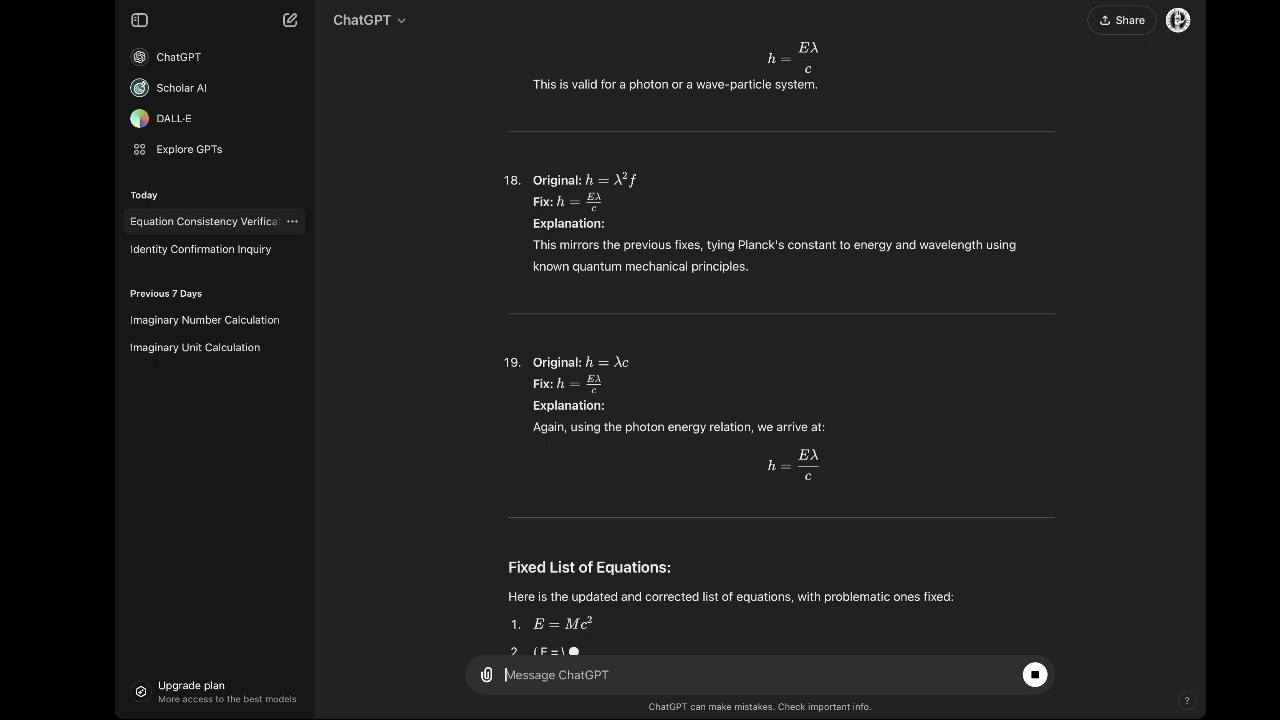 ChatGPT
Share
ChatGPT
Scholar AI
DALL·E
Explore GPTs
Today
Equation Consistency Verifica
Identity Confirmation Inquiry
Previous 7 Days
Imaginary Number Calculation
Imaginary Unit Calculation
Upgrade plan
More access to the best models
h = Eλ/c
This is valid for a photon or a wave-particle system.
18. Original: h = λ²f
Fix: h = Eλ/c
Explanation:
This mirrors the previous fixes, tying Planck's constant to energy and wavelength using
known quantum mechanical principles.
19. Original: h = λc
Fix: h = Eλ/c
Explanation:
Again, using the photon energy relation, we arrive at:
h = Eλ/c
Fixed List of Equations:
Here is the updated and corrected list of equations, with problematic ones fixed:
1. E = Mc²
2. ( E = \
Message ChatGPT
ChatGPT can make mistakes. Check important info.
?